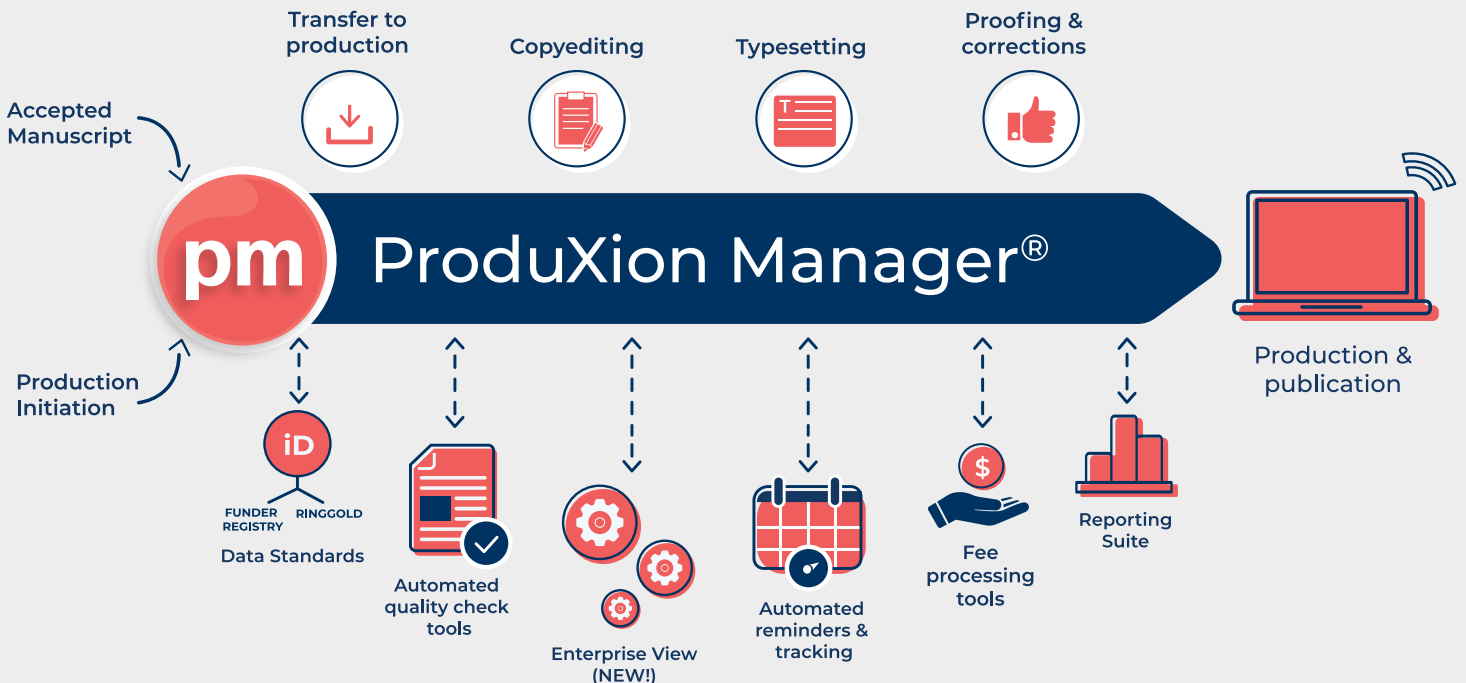 Transfer to
production
Copyediting
Typesetting
Proofing &
corrections
Accepted
Manuscript
pm
ProduXion Manager®
Production
Initiation
Production &
publication
iD
FUNDER
REGISTRY
RINGGOLD
Data Standards
Automated
quality check
tools
Enterprise View
(NEW!)
Automated
reminders &
tracking
$
Fee
processing
tools
Reporting
Suite
T